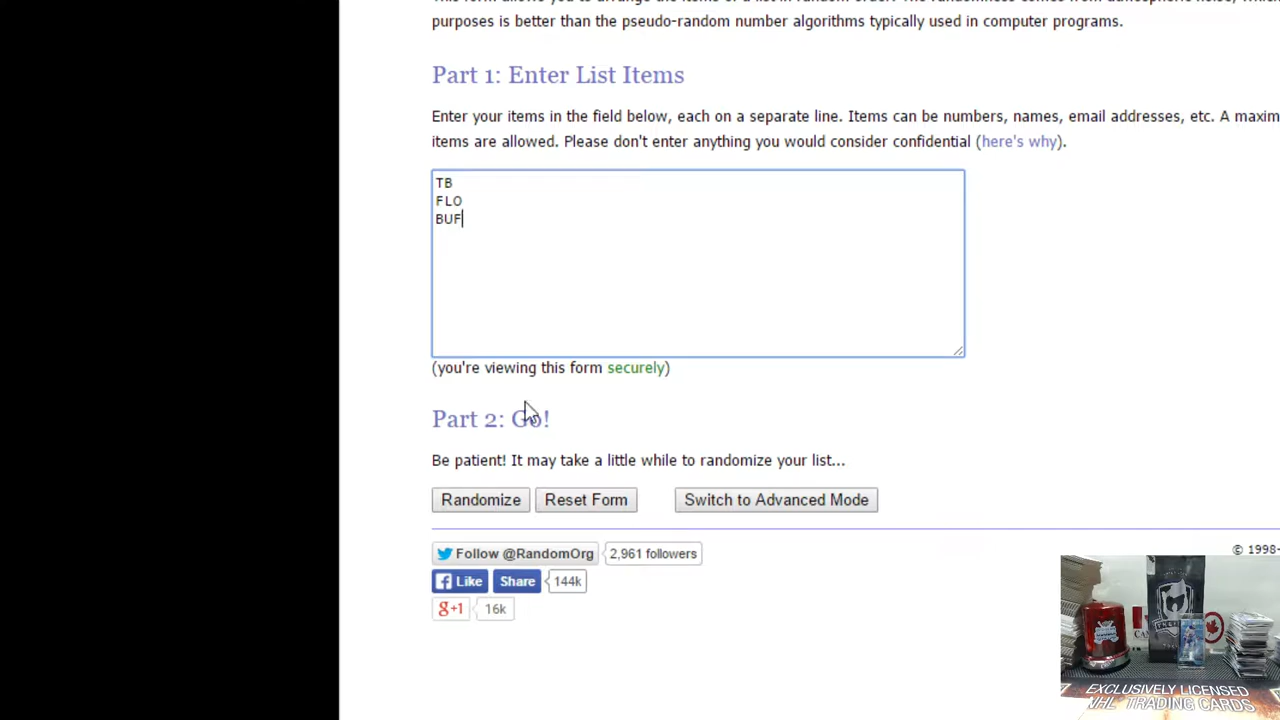 purposes is better than the pseudo-random number algorithms typically used in computer programs.
Part 1: Enter List Items
Enter your items in the field below, each on a separate line. Items can be numbers, names, email addresses, etc. A maxim
items are allowed. Please don't enter anything you would consider confidential (here's why).
TB
FLO
BUF
(you're viewing this form securely)
Part 2: Go!
Be patient! It may take a little while to randomize your list...
Randomize Reset Form Switch to Advanced Mode
Follow @RandomOrg 2,961 followers
© 1998-
Like Share 144k
g+1 16k
EXCLUSIVELY LICENSED
NHL TRADING CARDS